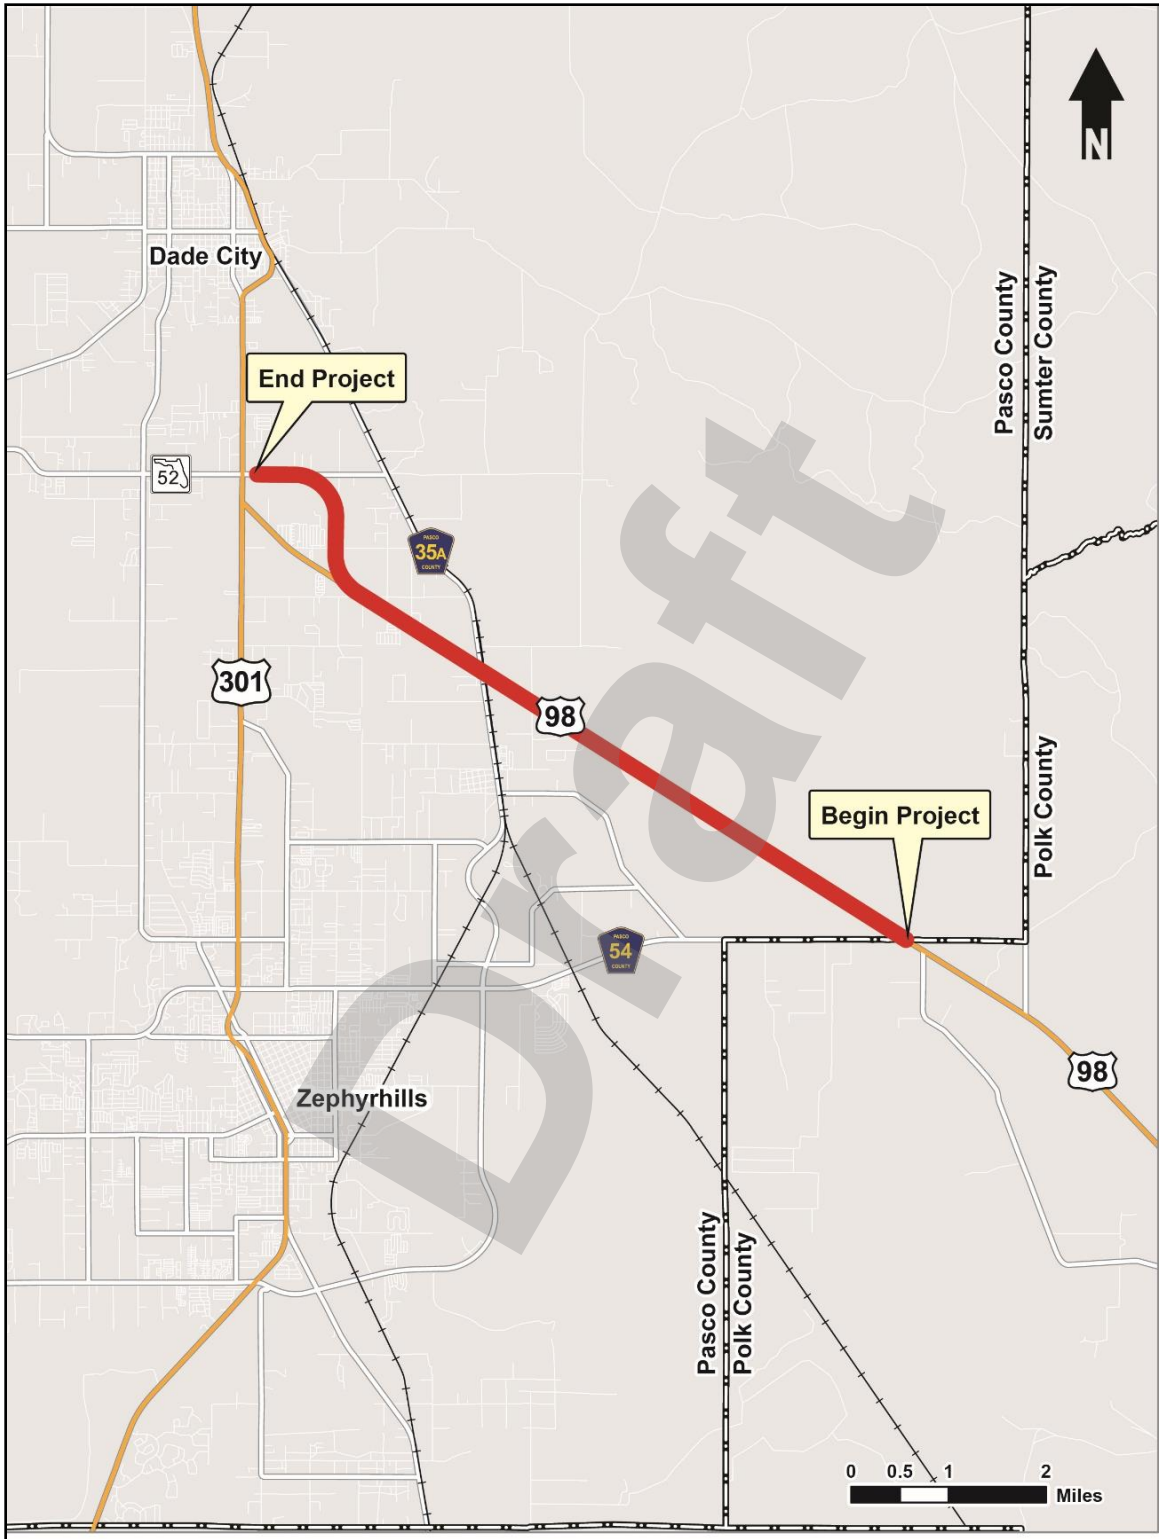 N
Dade City
Pasco County
Sumter County
End Project
52
PASCO
35A
COUNTY
301
98
Polk County
Begin Project
PASCO
54
COUNTY
98
Zephyrhills
Draft
Pasco County
Polk County
0 0.5 1 2
Miles